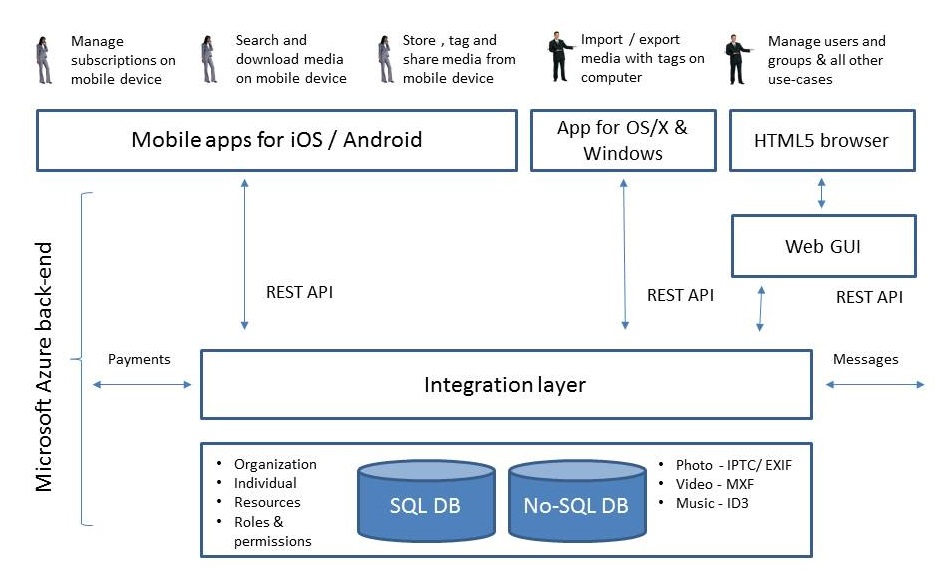 Manage
subscriptions on
mobile device
Search and
download media
on mobile device
Store , tag and
share media from
mobile device
Import / export
media with tags on
computer
Manage users and
groups & all other
use-cases
Mobile apps for iOS / Android
App for OS/X &
Windows
HTML5 browser
Web GUI
REST API
REST API
REST API
Microsoft Azure back-end
Payments
Integration layer
Messages
• Organization
• Individual
• Resources
• Roles &
permissions
SQL DB
No-SQL DB
• Photo - IPTC/ EXIF
• Video - MXF
• Music - ID3